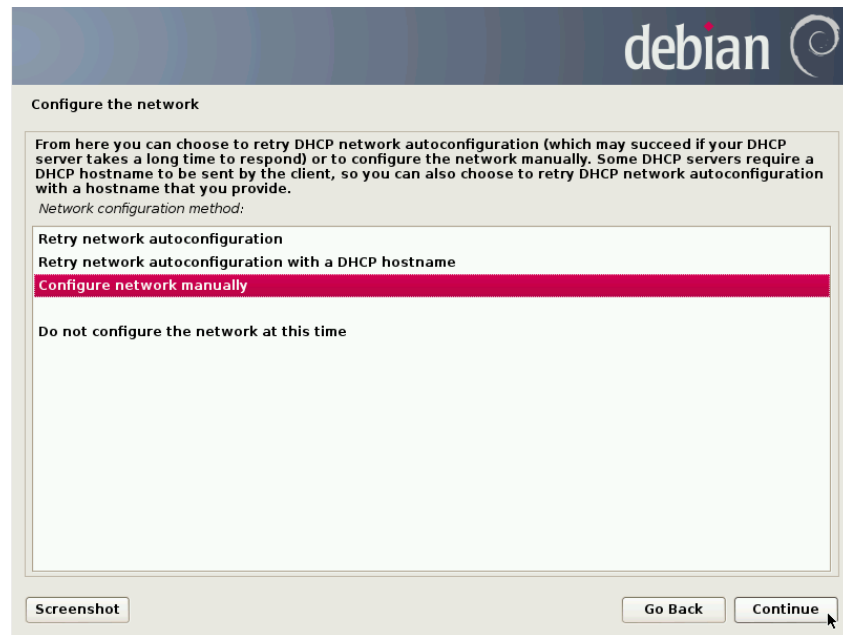 debian
Configure the network
From here you can choose to retry DHCP network autoconfiguration (which may succeed if your DHCP
server takes a long time to respond) or to configure the network manually. Some DHCP servers require a
DHCP hostname to be sent by the client, so you can also choose to retry DHCP network autoconfiguration
with a hostname that you provide.
Network configuration method:
Retry network autoconfiguration
Retry network autoconfiguration with a DHCP hostname
Configure network manually
Do not configure the network at this time
Screenshot
Go Back
Continue